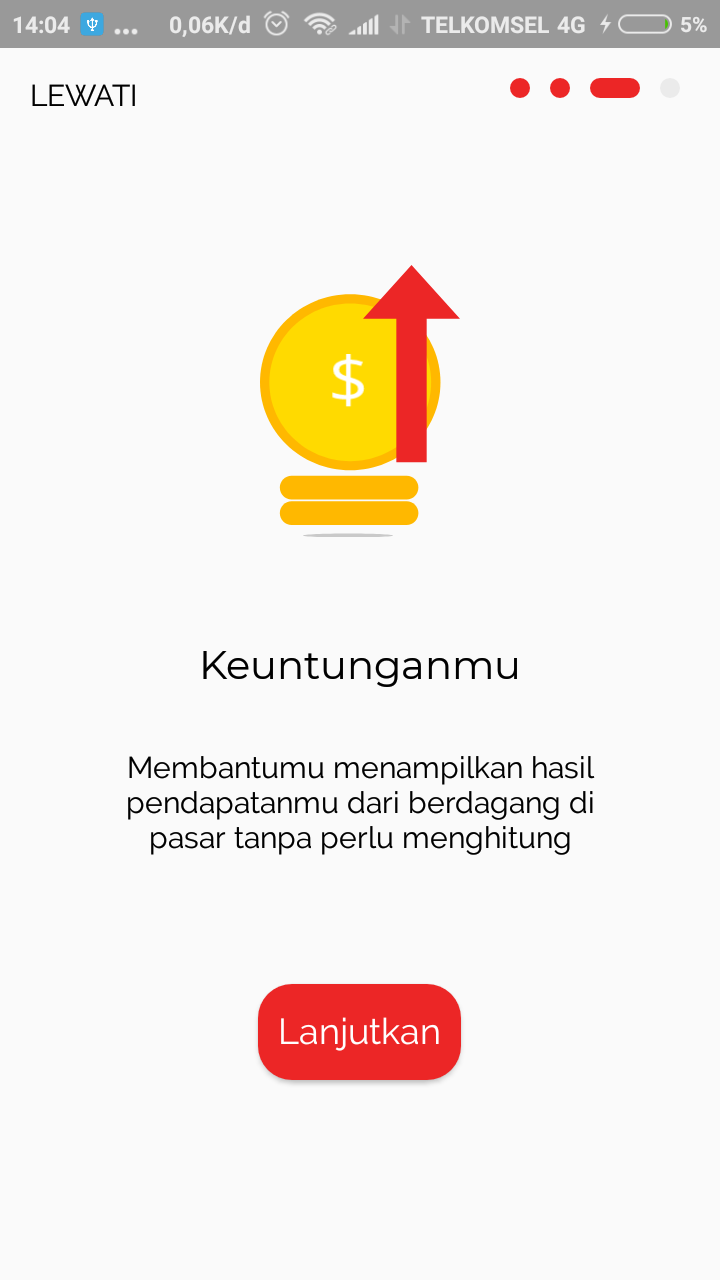 14:04 ... 0,06K/d TELKOMSEL 4G 5%
LEWATI
$
Keuntunganmu
Membantumu menampilkan hasil
pendapatanmu dari berdagang di
pasar tanpa perlu menghitung
Lanjutkan